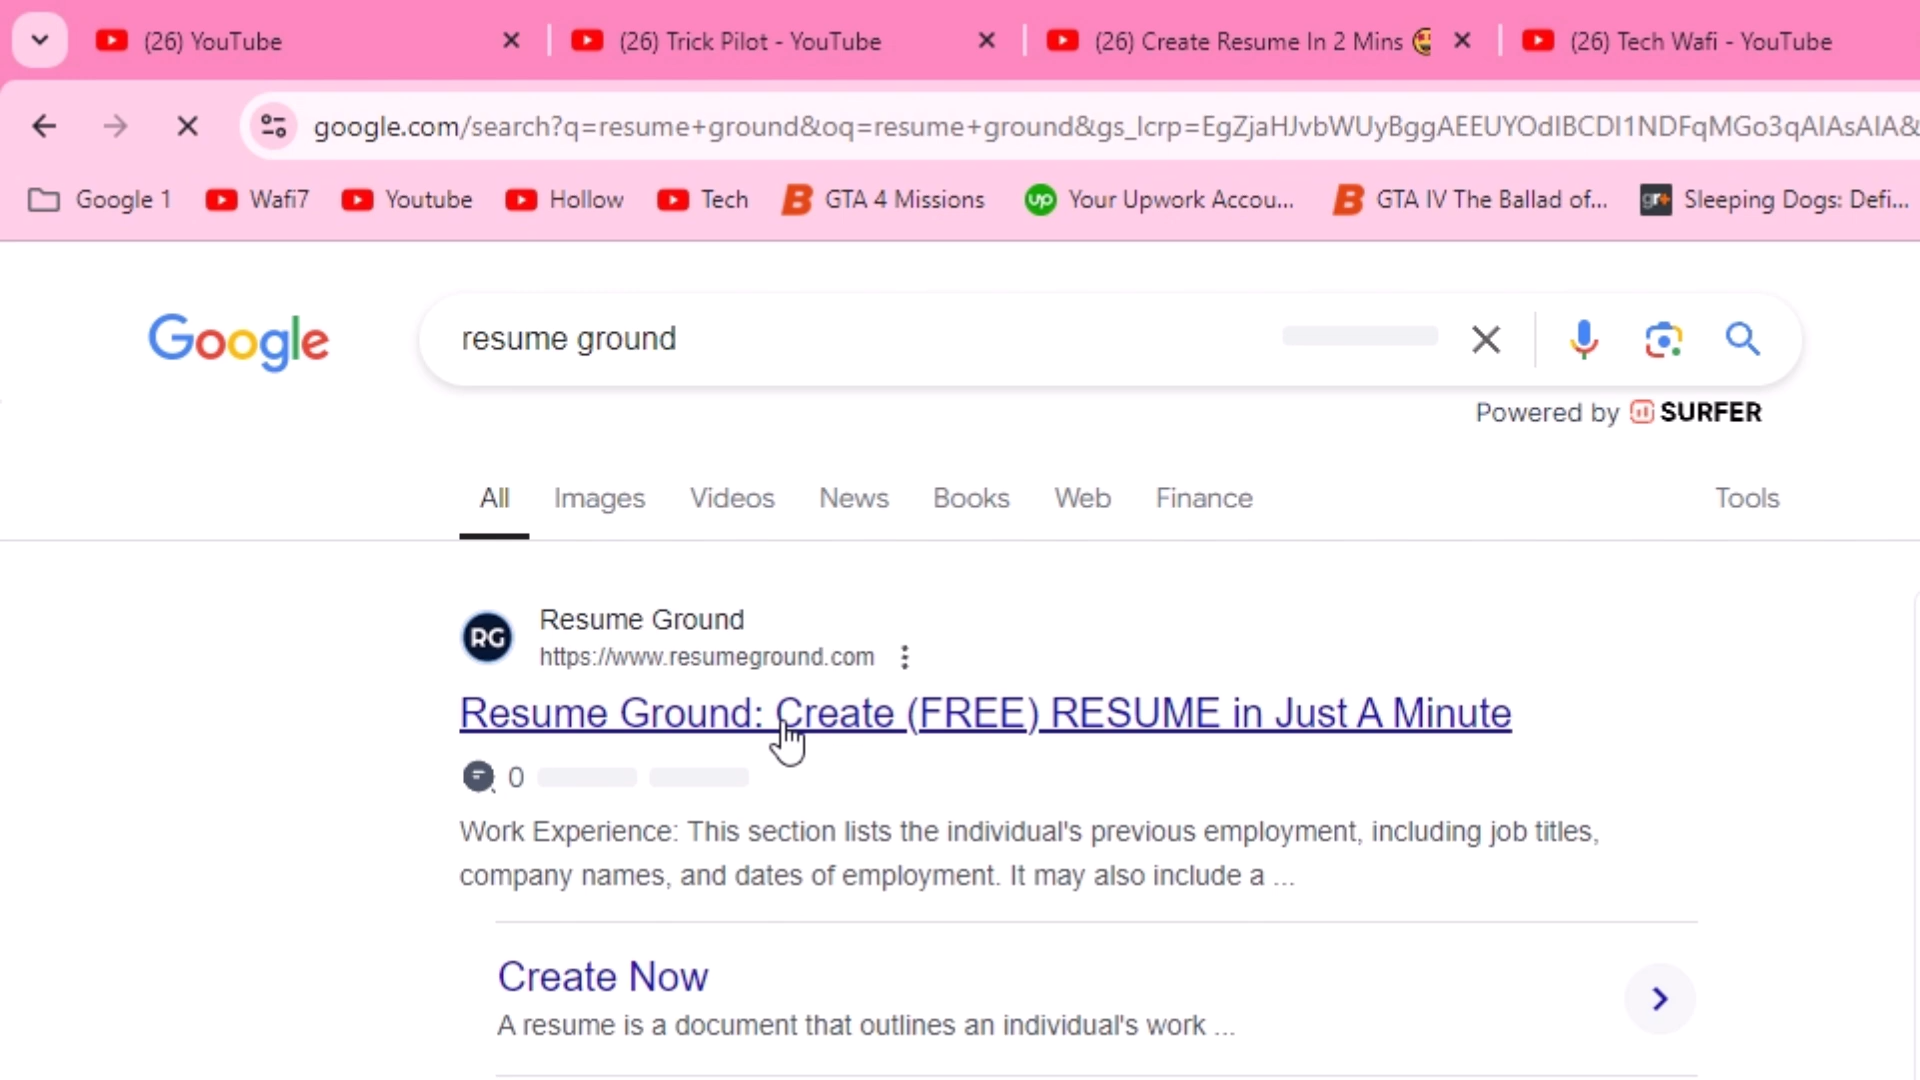 (26) YouTube
(26) Trick Pilot - YouTube
(26) Create Resume In 2 Mins
(26) Tech Wafi - YouTube
google.com/search?q=resume+ground&oq=resume+ground&gs_lcrp=EgZjaHJvbWUyBggAEEUYOdIBCDI1NDFqMGo3qAIAsAIA&
Google 1
Wafi7
Youtube
Hollow
Tech
GTA 4 Missions
up
Your Upwork Accou...
GTA IV The Ballad of...
gr+
Sleeping Dogs: Defi...
Google
resume ground
Powered by SURFER
All
Images
Videos
News
Books
Web
Finance
Tools
RG
Resume Ground
https://www.resumeground.com
Resume Ground: Create (FREE) RESUME in Just A Minute
0
Work Experience: This section lists the individual's previous employment, including job titles,
company names, and dates of employment. It may also include a ...
Create Now
A resume is a document that outlines an individual's work ...